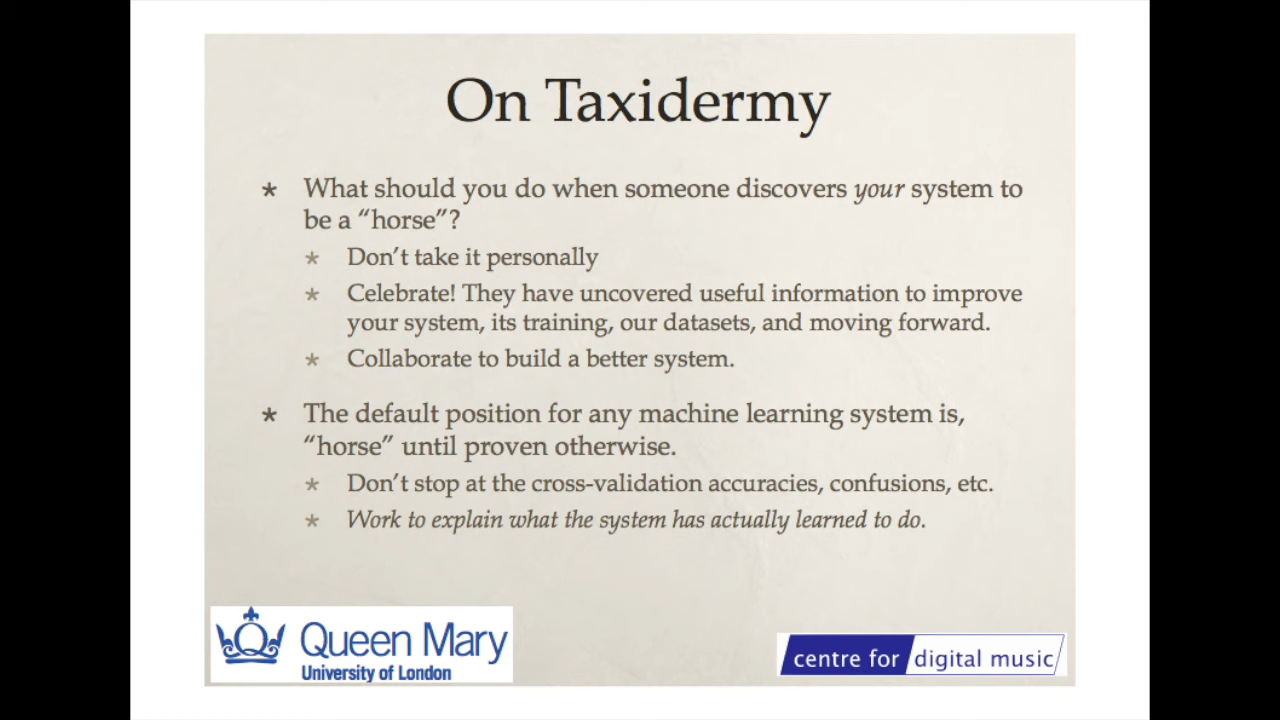 On Taxidermy
* What should you do when someone discovers your system to
be a “horse”?
* Don’t take it personally
* Celebrate! They have uncovered useful information to improve
your system, its training, our datasets, and moving forward.
* Collaborate to build a better system.
* The default position for any machine learning system is,
“horse” until proven otherwise.
* Don’t stop at the cross-validation accuracies, confusions, etc.
* Work to explain what the system has actually learned to do.
Queen Mary
University of London
centre for digital music